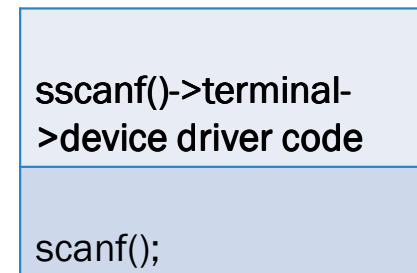 sscanf()->terminal-
>device driver code
scanf();